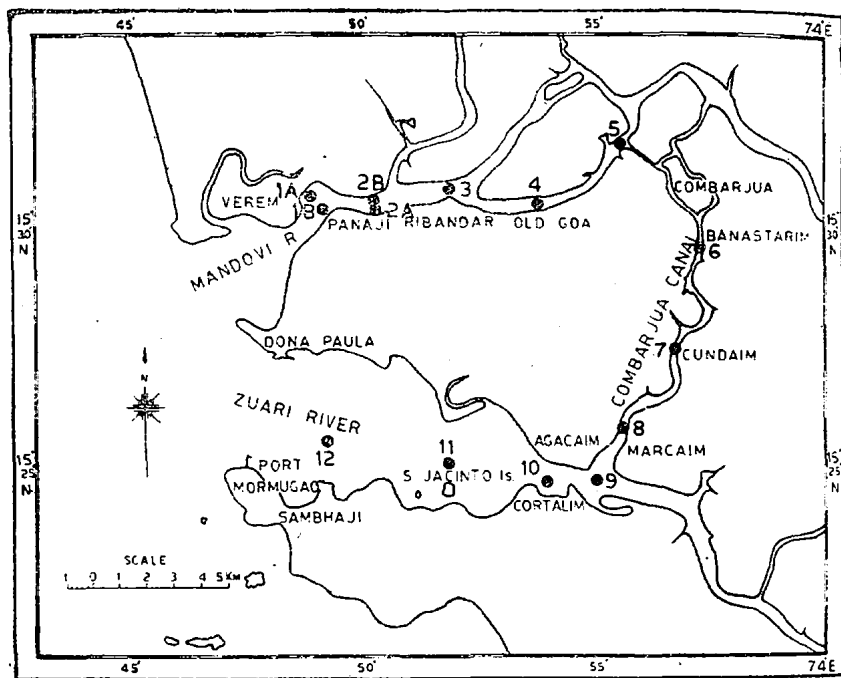 45' 50' 55' 74°E
5
1A 2B 3 4 COMBARJUA
VEREM 2A
15° 30' N
PANAJI RIBANDAR OLD GOA BANASTARIM
15° 30' N
6
MANDOVI R
COMBARJUA CANAL
DONA PAULA 7 CUNDAIM
ZUARI RIVER
8
12 11 AGACAIM MARCAIM
15° 25' N
PORT MORMUGAO
S JACINTO Is. 10 9
15° 25' N
SAMBHAJI CORTALIM
SCALE
1 0 1 2 3 4 5 KM
N
45' 50' 55' 74°E